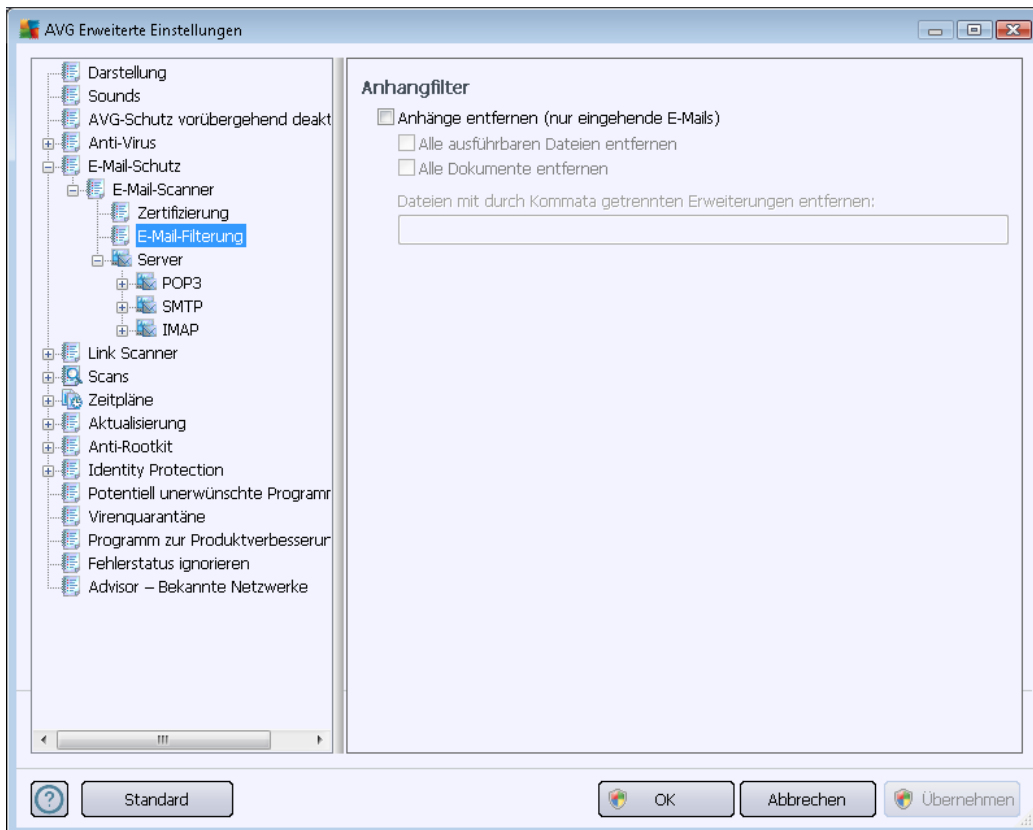 AVG Erweiterte Einstellungen
Darstellung
Sounds
AVG-Schutz vorübergehend deakt
Anti-Virus
E-Mail-Schutz
E-Mail-Scanner
Zertifizierung
E-Mail-Filterung
Server
POP3
SMTP
IMAP
Link Scanner
Scans
Zeitpläne
Aktualisierung
Anti-Rootkit
Identity Protection
Potentiell unerwünschte Programr
Virenquarantäne
Programm zur Produktverbesserur
Fehlerstatus ignorieren
Advisor – Bekannte Netzwerke
Anhangfilter
Anhänge entfernen (nur eingehende E-Mails)
Alle ausführbaren Dateien entfernen
Alle Dokumente entfernen
Dateien mit durch Kommata getrennten Erweiterungen entfernen:
? Standard OK Abbrechen Übernehmen